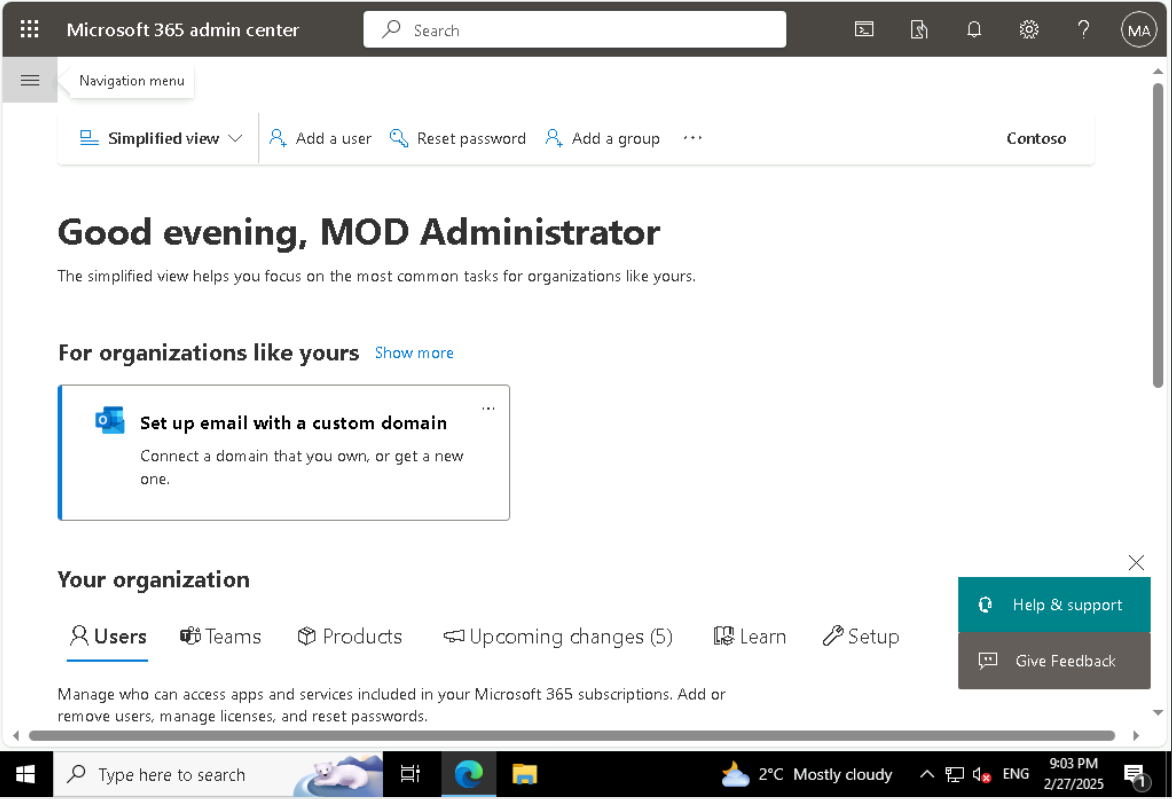 Microsoft 365 admin center
Search
MA
Navigation menu
Simplified view
Add a user
Reset password
Add a group
Contoso
Good evening, MOD Administrator
The simplified view helps you focus on the most common tasks for organizations like yours.
For organizations like yours
Show more
Set up email with a custom domain
Connect a domain that you own, or get a new
one.
Your organization
Users
Teams
Products
Upcoming changes (5)
Learn
Setup
Help & support
Give Feedback
Manage who can access apps and services included in your Microsoft 365 subscriptions. Add or
remove users, manage licenses, and reset passwords.
Type here to search
2°C Mostly cloudy
ENG
9:03 PM
2/27/2025
1